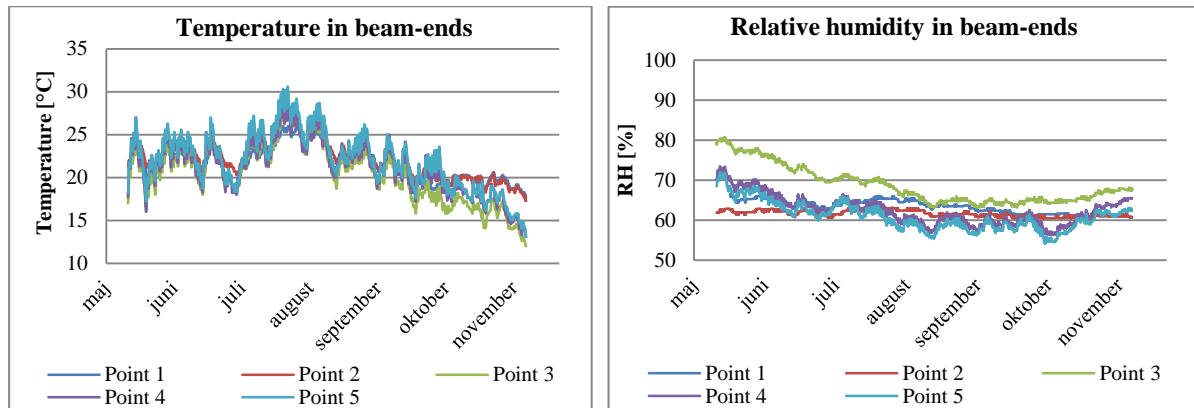 Temperature in beam-ends
Temperature [°C]
35
30
25
20
15
10
maj
juni
juli
august
september
oktober
november
Point 1
Point 2
Point 3
Point 4
Point 5
Relative humidity in beam-ends
RH [%]
100
90
80
70
60
50
maj
juni
juli
august
september
oktober
november
Point 1
Point 2
Point 3
Point 4
Point 5